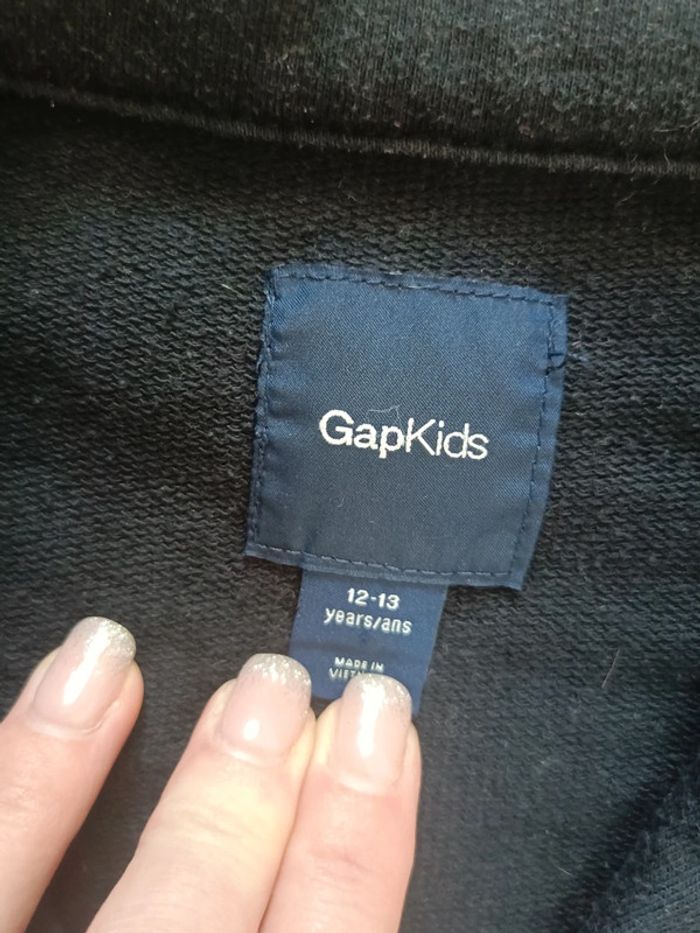 GapKids
12-13
years/ans
MADE IN